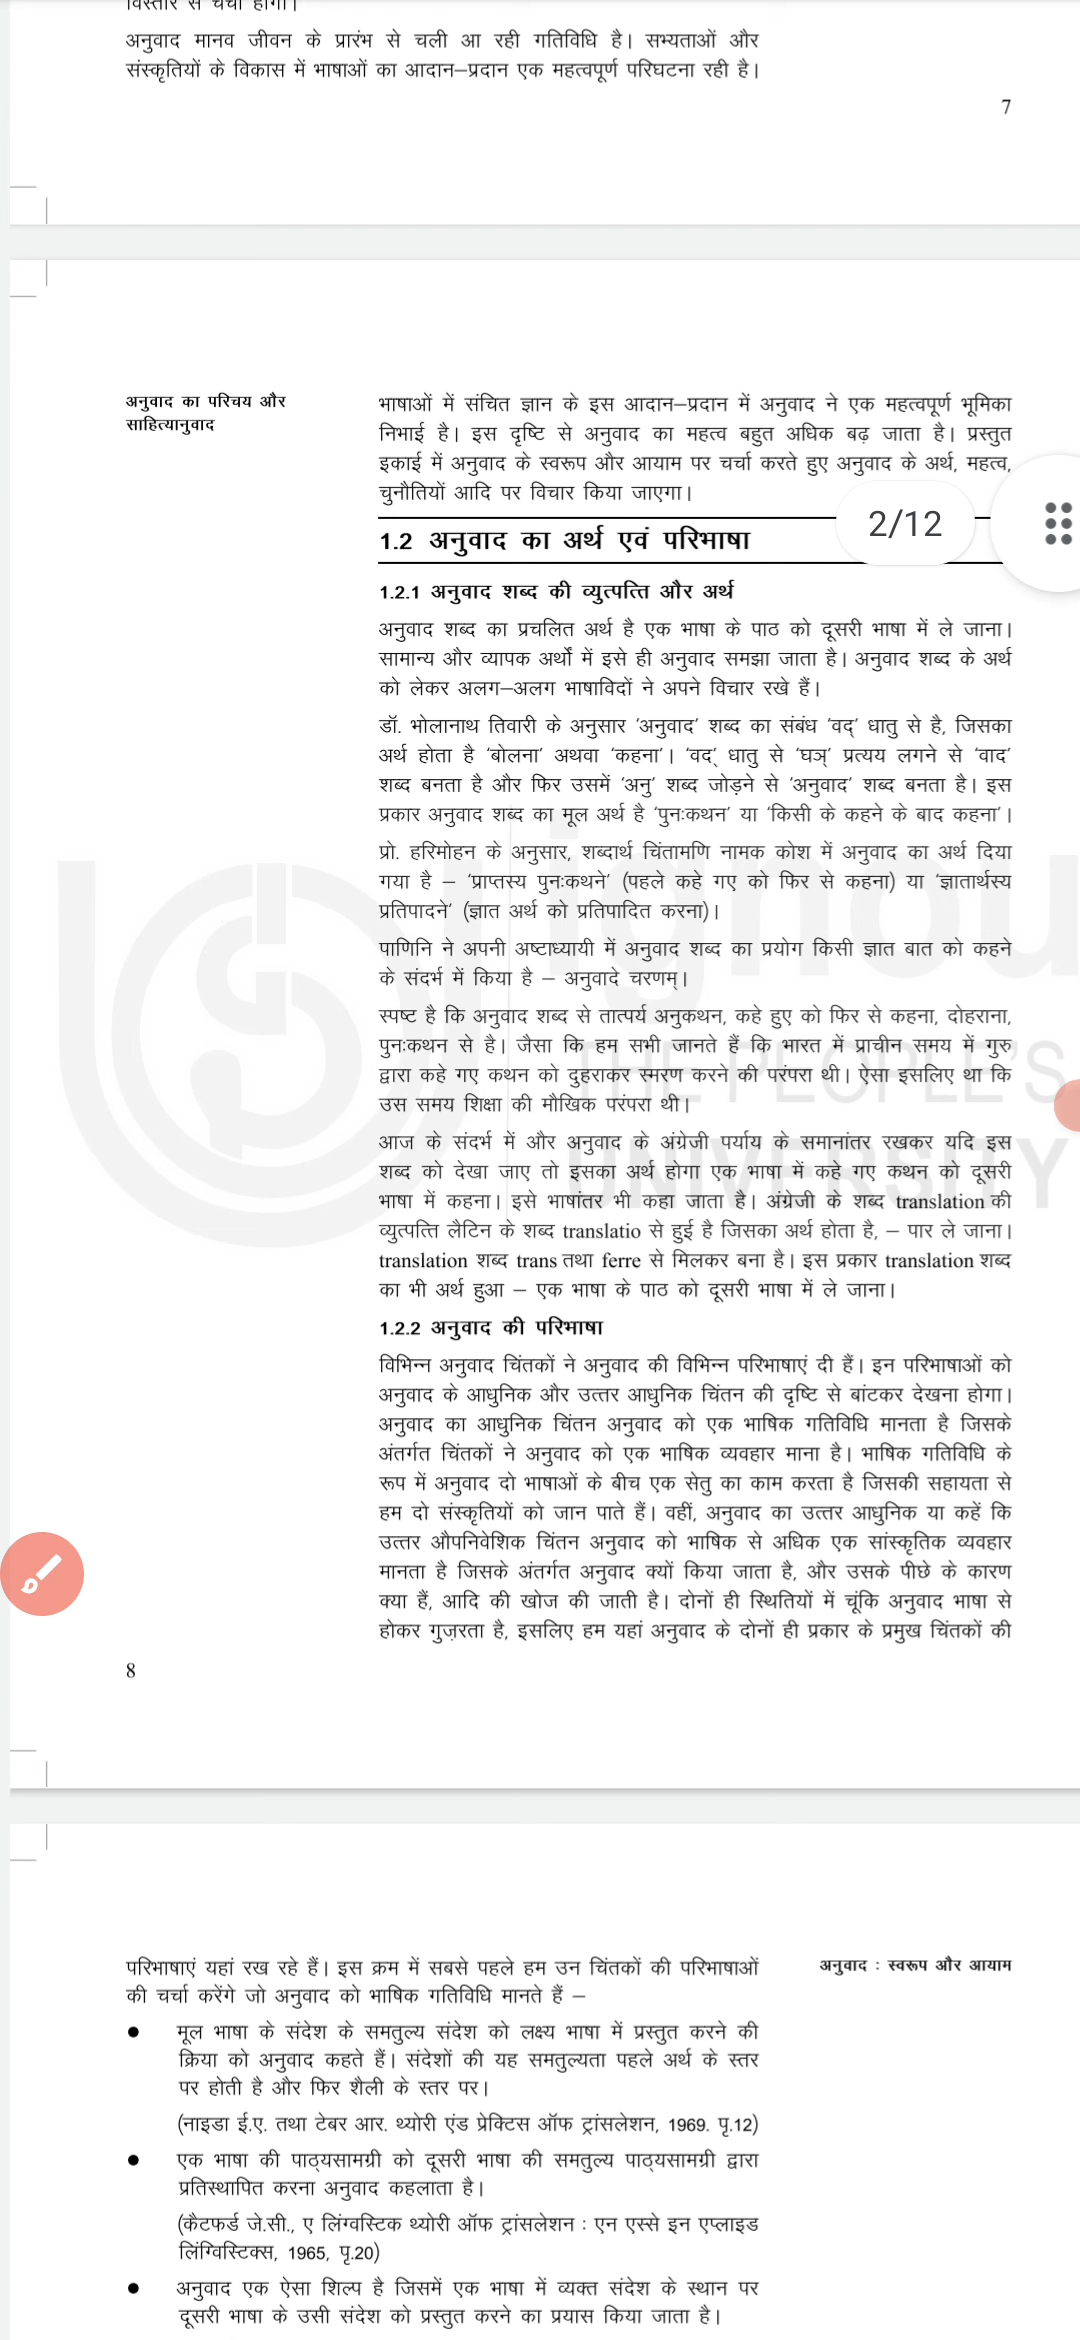 विस्तार से चर्चा होगी।
अनुवाद मानव जीवन के प्रारंभ से चली आ रही गतिविधि है। सभ्यताओं और
संस्कृतियों के विकास में भाषाओं का आदान–प्रदान एक महत्वपूर्ण परिघटना रही है।
7
अनुवाद का परिचय और
साहित्यानुवाद
भाषाओं में संचित ज्ञान के इस आदान–प्रदान में अनुवाद ने एक महत्वपूर्ण भूमिका
निभाई है। इस दृष्टि से अनुवाद का महत्व बहुत अधिक बढ़ जाता है। प्रस्तुत
इकाई में अनुवाद के स्वरूप और आयाम पर चर्चा करते हुए अनुवाद के अर्थ, महत्व,
चुनौतियों आदि पर विचार किया जाएगा।
2/12
1.2 अनुवाद का अर्थ एवं परिभाषा
1.2.1 अनुवाद शब्द की व्युत्पत्ति और अर्थ
अनुवाद शब्द का प्रचलित अर्थ है एक भाषा के पाठ को दूसरी भाषा में ले जाना।
सामान्य और व्यापक अर्थों में इसे ही अनुवाद समझा जाता है। अनुवाद शब्द के अर्थ
को लेकर अलग–अलग भाषाविदों ने अपने विचार रखे हैं।
डॉ. भोलानाथ तिवारी के अनुसार ‘अनुवाद’ शब्द का संबंध ‘वद्’ धातु से है, जिसका
अर्थ होता है ‘बोलना’ अथवा ‘कहना’। ‘वद्’ धातु से ‘घञ्’ प्रत्यय लगने से ‘वाद’
शब्द बनता है और फिर उसमें ‘अनु’ शब्द जोड़ने से ‘अनुवाद’ शब्द बनता है। इस
प्रकार अनुवाद शब्द का मूल अर्थ है ‘पुनःकथन’ या ‘किसी के कहने के बाद कहना’।
प्रो. हरिमोहन के अनुसार, शब्दार्थ चिंतामणि नामक कोश में अनुवाद का अर्थ दिया
गया है – ‘प्राप्तस्य पुनःकथने’ (पहले कहे गए को फिर से कहना) या ‘ज्ञातार्थस्य
प्रतिपादने’ (ज्ञात अर्थ को प्रतिपादित करना)।
पाणिनि ने अपनी अष्टाध्यायी में अनुवाद शब्द का प्रयोग किसी ज्ञात बात को कहने
के संदर्भ में किया है – अनुवादे चरणम्।
स्पष्ट है कि अनुवाद शब्द से तात्पर्य अनुकथन, कहे हुए को फिर से कहना, दोहराना,
पुनःकथन से है। जैसा कि हम सभी जानते हैं कि भारत में प्राचीन समय में गुरु
द्वारा कहे गए कथन को दुहराकर स्मरण करने की परंपरा थी। ऐसा इसलिए था कि
उस समय शिक्षा की मौखिक परंपरा थी।
आज के संदर्भ में और अनुवाद के अंग्रेजी पर्याय के समानांतर रखकर यदि इस
शब्द को देखा जाए तो इसका अर्थ होगा एक भाषा में कहे गए कथन को दूसरी
भाषा में कहना। इसे भाषांतर भी कहा जाता है। अंग्रेजी के शब्द translation की
व्युत्पत्ति लैटिन के शब्द translatio से हुई है जिसका अर्थ होता है, – पार ले जाना।
translation शब्द trans तथा ferre से मिलकर बना है। इस प्रकार translation शब्द
का भी अर्थ हुआ – एक भाषा के पाठ को दूसरी भाषा में ले जाना।
ignou
THE PEOPLE'S
UNIVERSITY
1.2.2 अनुवाद की परिभाषा
विभिन्न अनुवाद चिंतकों ने अनुवाद की विभिन्न परिभाषाएं दी हैं। इन परिभाषाओं को
अनुवाद के आधुनिक और उत्तर आधुनिक चिंतन की दृष्टि से बांटकर देखना होगा।
अनुवाद का आधुनिक चिंतन अनुवाद को एक भाषिक गतिविधि मानता है जिसके
अंतर्गत चिंतकों ने अनुवाद को एक भाषिक व्यवहार माना है। भाषिक गतिविधि के
रूप में अनुवाद दो भाषाओं के बीच एक सेतु का काम करता है जिसकी सहायता से
हम दो संस्कृतियों को जान पाते हैं। वहीं, अनुवाद का उत्तर आधुनिक या कहें कि
उत्तर औपनिवेशिक चिंतन अनुवाद को भाषिक से अधिक एक सांस्कृतिक व्यवहार
मानता है जिसके अंतर्गत अनुवाद क्यों किया जाता है, और उसके पीछे के कारण
क्या हैं, आदि की खोज की जाती है। दोनों ही स्थितियों में चूंकि अनुवाद भाषा से
होकर गुज़रता है, इसलिए हम यहां अनुवाद के दोनों ही प्रकार के प्रमुख चिंतकों की
8
परिभाषाएं यहां रख रहे हैं। इस क्रम में सबसे पहले हम उन चिंतकों की परिभाषाओं
की चर्चा करेंगे जो अनुवाद को भाषिक गतिविधि मानते हैं –
अनुवाद : स्वरूप और आयाम
● मूल भाषा के संदेश के समतुल्य संदेश को लक्ष्य भाषा में प्रस्तुत करने की
क्रिया को अनुवाद कहते हैं। संदेशों की यह समतुल्यता पहले अर्थ के स्तर
पर होती है और फिर शैली के स्तर पर।
(नाइडा ई.ए. तथा टेबर आर. थ्योरी एंड प्रेक्टिस ऑफ ट्रांसलेशन, 1969. पृ.12)
● एक भाषा की पाठ्यसामग्री को दूसरी भाषा की समतुल्य पाठ्यसामग्री द्वारा
प्रतिस्थापित करना अनुवाद कहलाता है।
(कैटफर्ड जे.सी., ए लिंग्वस्टिक थ्योरी ऑफ ट्रांसलेशन : एन एस्से इन एप्लाइड
लिंग्विस्टिक्स, 1965, पृ.20)
● अनुवाद एक ऐसा शिल्प है जिसमें एक भाषा में व्यक्त संदेश के स्थान पर
दूसरी भाषा के उसी संदेश को प्रस्तुत करने का प्रयास किया जाता है।